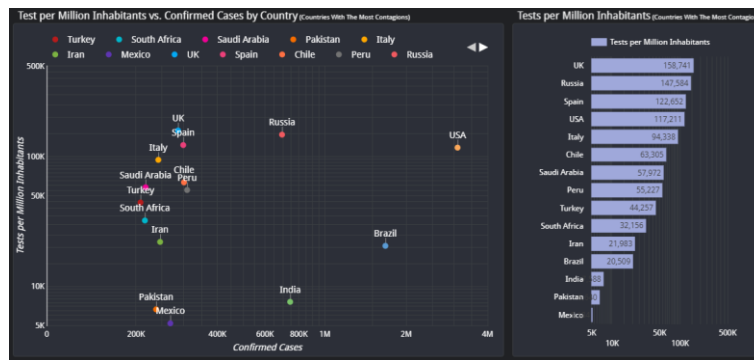 Test per Million Inhabitants vs. Confirmed Cases by Country (Countries With The Most Contagions)
Turkey South Africa Saudi Arabia Pakistan Italy
Iran Mexico UK Spain Chile Peru Russia
500K
100K
50K
10K
5K
Tests per Million Inhabitants
UK
Spain
Russia
USA
Italy
Chile
Peru
Saudi Arabia
Turkey
South Africa
Iran
Brazil
India
Pakistan
Mexico
0 200K 400K 600K 800K 1M 2M 4M
Confirmed Cases
Tests per Million Inhabitants (Countries With The Most
Tests per Million Inhabitants
UK 158,741
Russia 147,584
Spain 122,652
USA 117,211
Italy 94,338
Chile 63,305
Saudi Arabia 57,972
Peru 55,227
Turkey 44,257
South Africa 32,156
Iran 21,983
Brazil 20,509
India
Pakistan
Mexico
5K 50K 500K
10K 100K